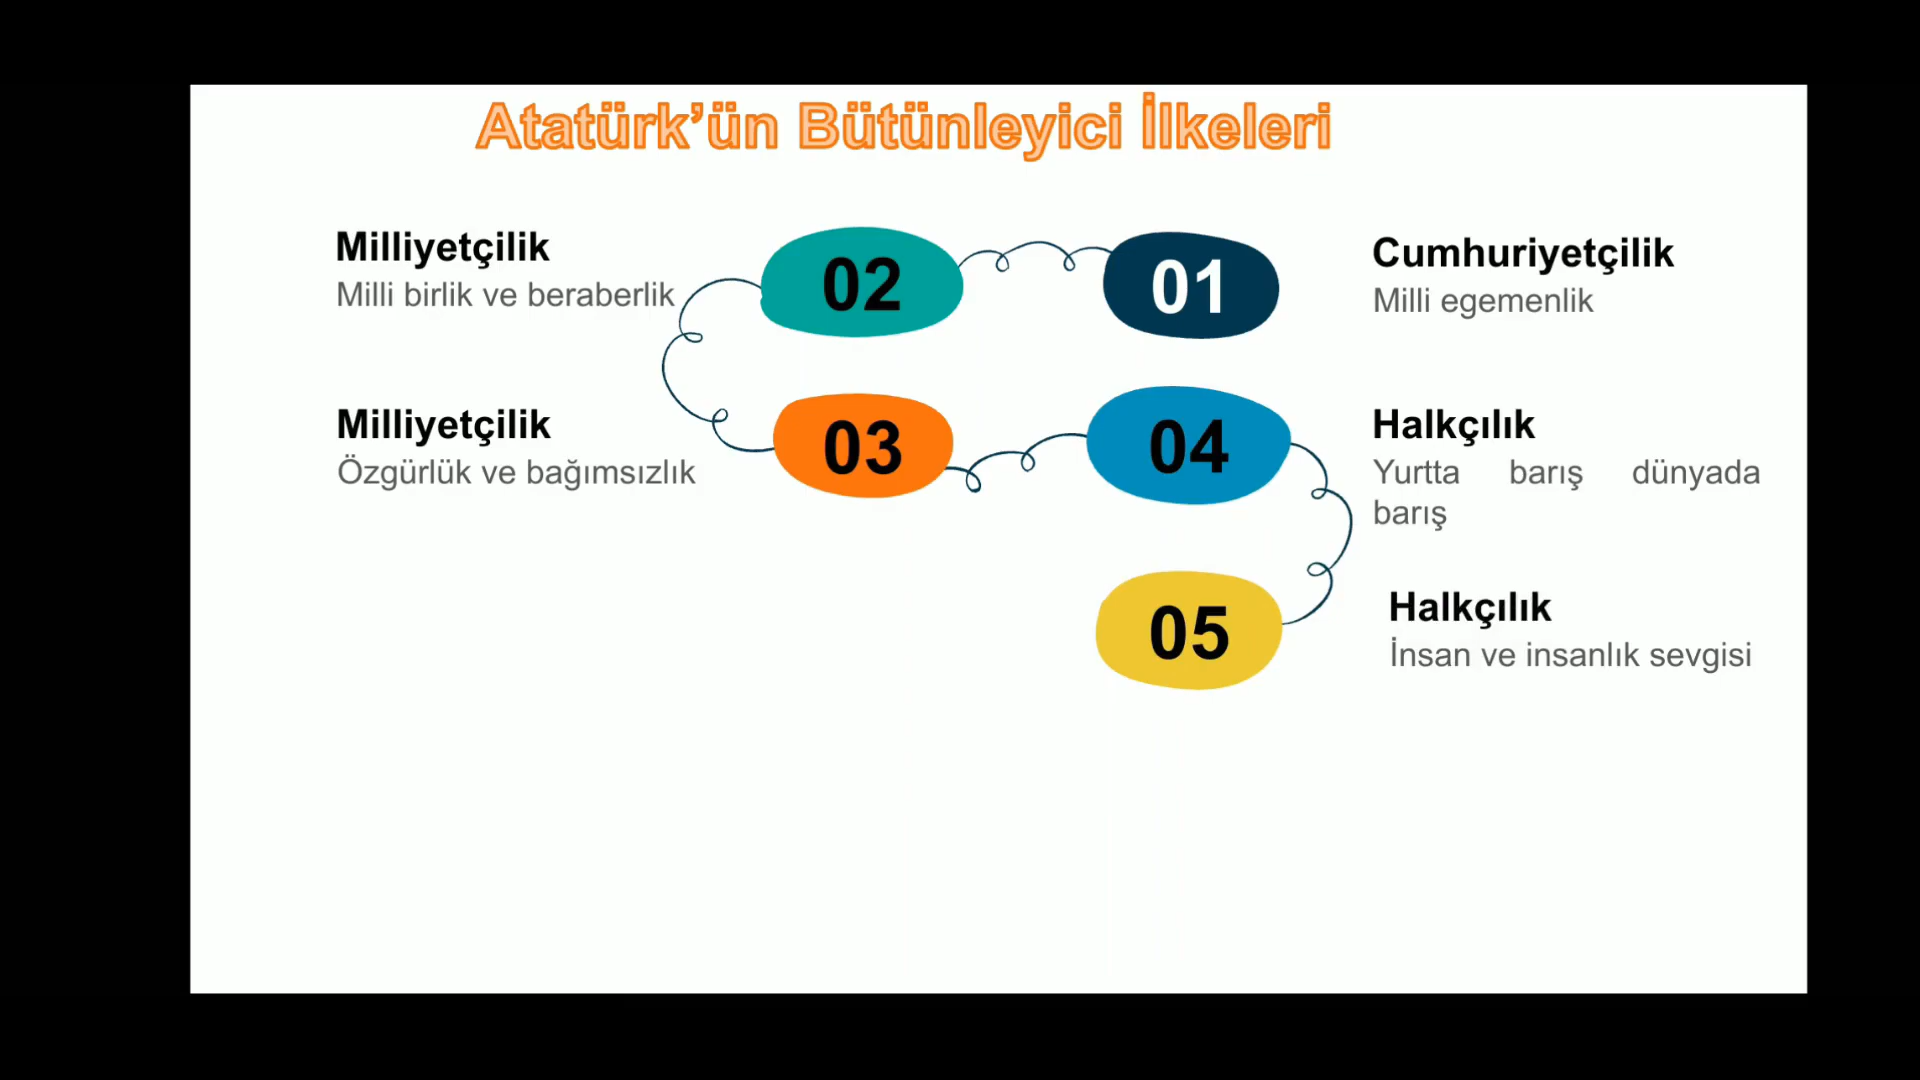 Atatürk’ün Bütünleyici İlkeleri
01
Cumhuriyetçilik
Milli egemenlik
02
Milliyetçilik
Milli birlik ve beraberlik
03
Milliyetçilik
Özgürlük ve bağımsızlık
04
Halkçılık
Yurtta barış dünyada
barış
05
Halkçılık
İnsan ve insanlık sevgisi